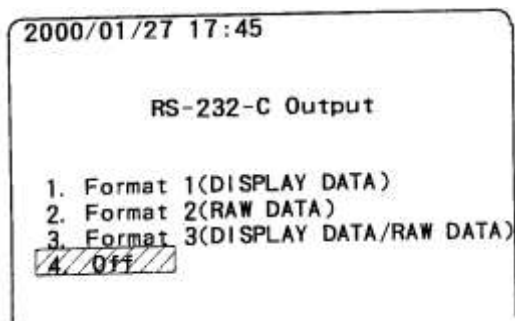 2000/01/27 17:45
RS-232-C Output
1. Format 1(DISPLAY DATA)
2. Format 2(RAW DATA)
3. Format 3(DISPLAY DATA/RAW DATA)
4. Off